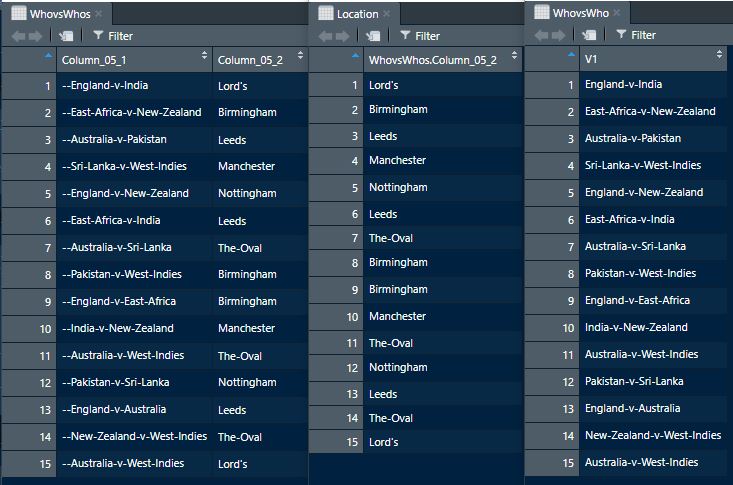 WhovsWhos × Location × WhovsWho ×
Filter Filter Filter
Column_05_1 Column_05_2 WhovsWhos.Column_05_2 V1
1 --England-v-India Lord's 1 Lord's 1 England-v-India
2 --East-Africa-v-New-Zealand Birmingham 2 Birmingham 2 East-Africa-v-New-Zealand
3 --Australia-v-Pakistan Leeds 3 Leeds 3 Australia-v-Pakistan
4 --Sri-Lanka-v-West-Indies Manchester 4 Manchester 4 Sri-Lanka-v-West-Indies
5 --England-v-New-Zealand Nottingham 5 Nottingham 5 England-v-New-Zealand
6 --East-Africa-v-India Leeds 6 Leeds 6 East-Africa-v-India
7 --Australia-v-Sri-Lanka The-Oval 7 The-Oval 7 Australia-v-Sri-Lanka
8 --Pakistan-v-West-Indies Birmingham 8 Birmingham 8 Pakistan-v-West-Indies
9 --England-v-East-Africa Birmingham 9 Birmingham 9 England-v-East-Africa
10 --India-v-New-Zealand Manchester 10 Manchester 10 India-v-New-Zealand
11 --Australia-v-West-Indies The-Oval 11 The-Oval 11 Australia-v-West-Indies
12 --Pakistan-v-Sri-Lanka Nottingham 12 Nottingham 12 Pakistan-v-Sri-Lanka
13 --England-v-Australia Leeds 13 Leeds 13 England-v-Australia
14 --New-Zealand-v-West-Indies The-Oval 14 The-Oval 14 New-Zealand-v-West-Indies
15 --Australia-v-West-Indies Lord's 15 Lord's 15 Australia-v-West-Indies